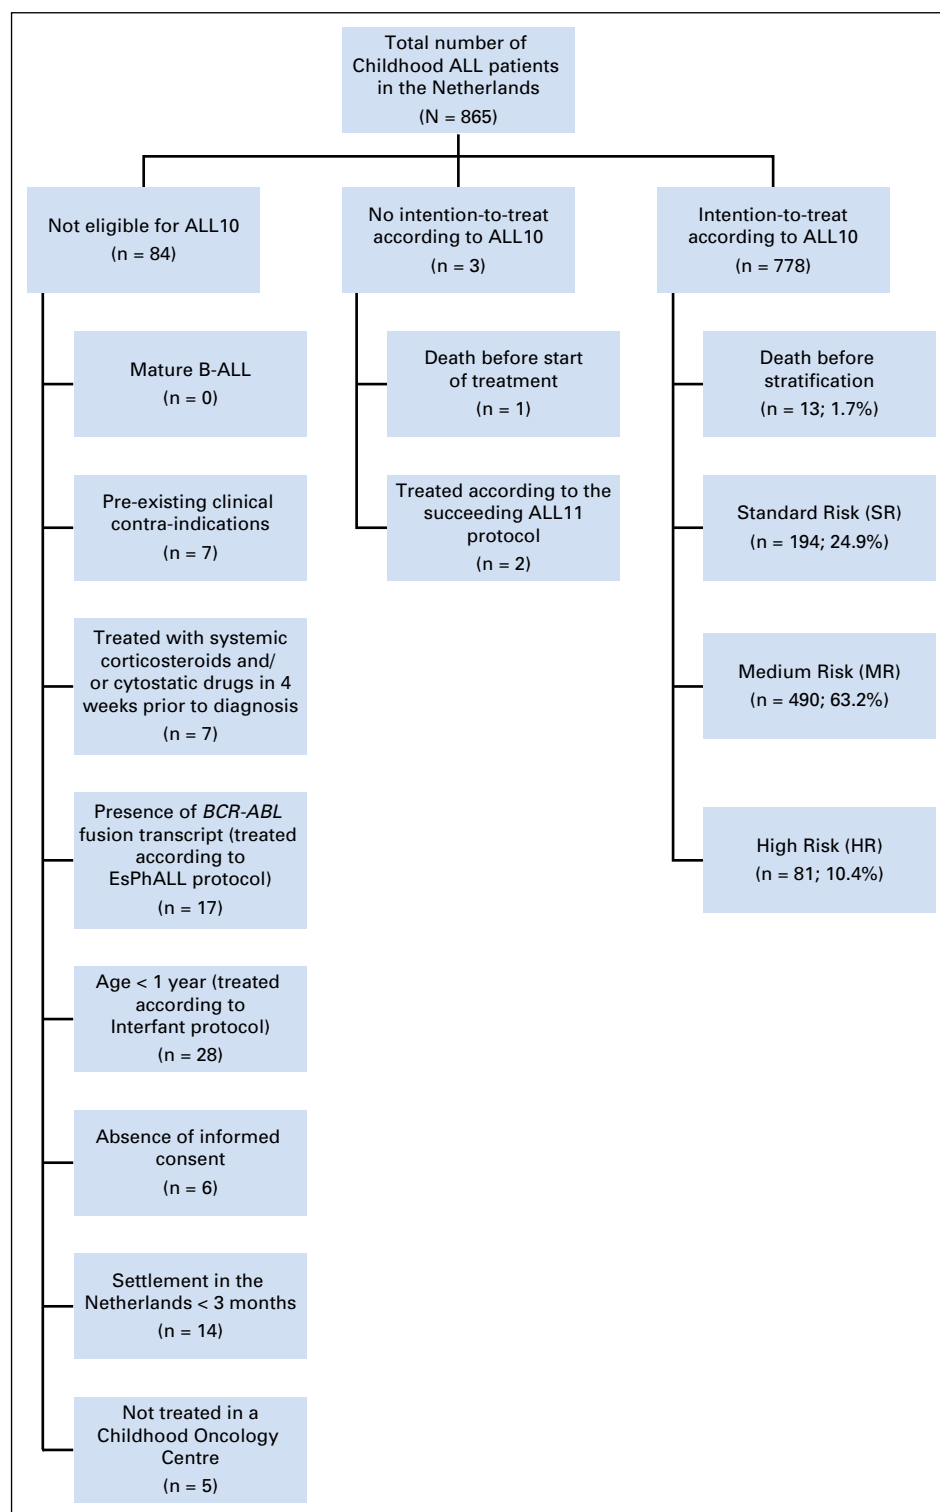 Total number of
Childhood ALL patients
in the Netherlands
(N = 865)
Not eligible for ALL10
(n = 84)
No intention-to-treat
according to ALL10
(n = 3)
Intention-to-treat
according to ALL10
(n = 778)
Mature B-ALL
(n = 0)
Pre-existing clinical
contra-indications
(n = 7)
Treated with systemic
corticosteroids and/
or cytostatic drugs in 4
weeks prior to diagnosis
(n = 7)
Presence of BCR-ABL
fusion transcript (treated
according to
EsPhALL protocol)
(n = 17)
Age < 1 year (treated
according to
Interfant protocol)
(n = 28)
Absence of informed
consent
(n = 6)
Settlement in the
Netherlands < 3 months
(n = 14)
Not treated in a
Childhood Oncology
Centre
(n = 5)
Death before start
of treatment
(n = 1)
Treated according to the
succeeding ALL11
protocol
(n = 2)
Death before
stratification
(n = 13; 1.7%)
Standard Risk (SR)
(n = 194; 24.9%)
Medium Risk (MR)
(n = 490; 63.2%)
High Risk (HR)
(n = 81; 10.4%)